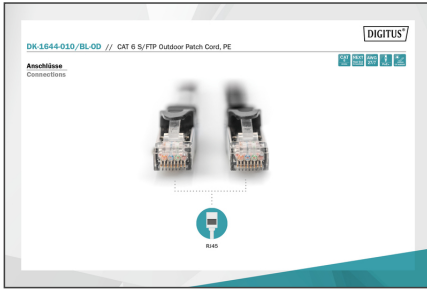 DIGITUS®
DK-1644-010/BL-OD // CAT 6 S/FTP Outdoor Patch Cord, PE
Anschlüsse
Connections
RJ45